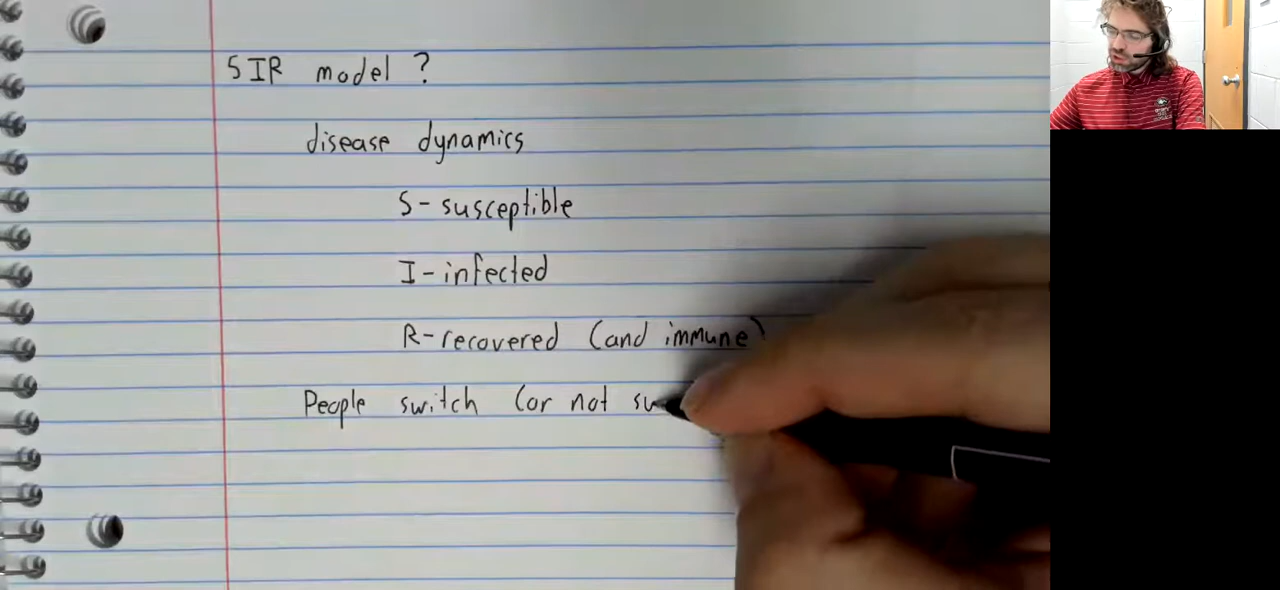 SIR model ?
disease dynamics
S - susceptible
I - infected
R - recovered (and immune)
People switch (or not